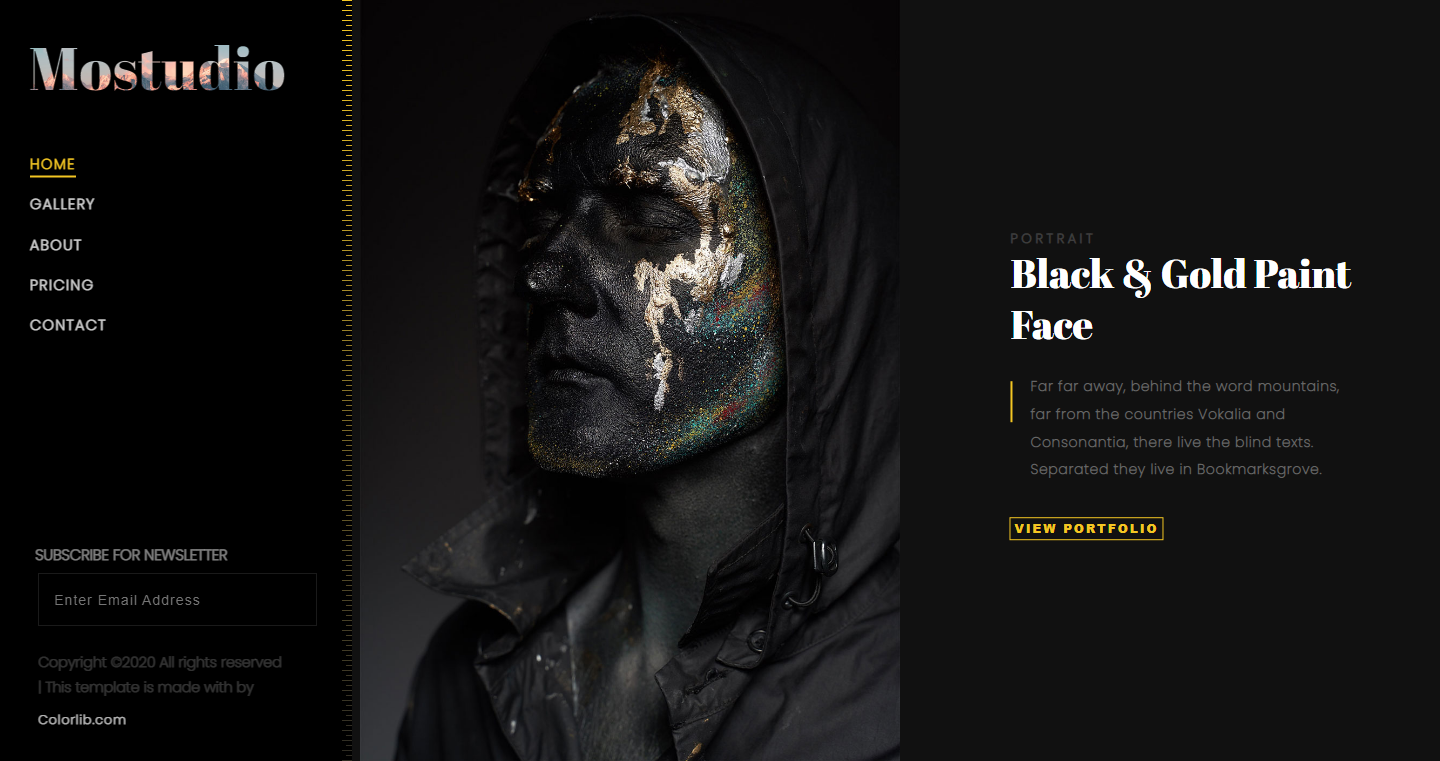 Mostudio
HOME
GALLERY
ABOUT
PRICING
CONTACT
SUBSCRIBE FOR NEWSLETTER
Enter Email Address
Copyright ©2020 All rights reserved
| This template is made with by
Colorlib.com
PORTRAIT
Black & Gold Paint
Face
Far far away, behind the word mountains,
far from the countries Vokalia and
Consonantia, there live the blind texts.
Separated they live in Bookmarksgrove.
VIEW PORTFOLIO